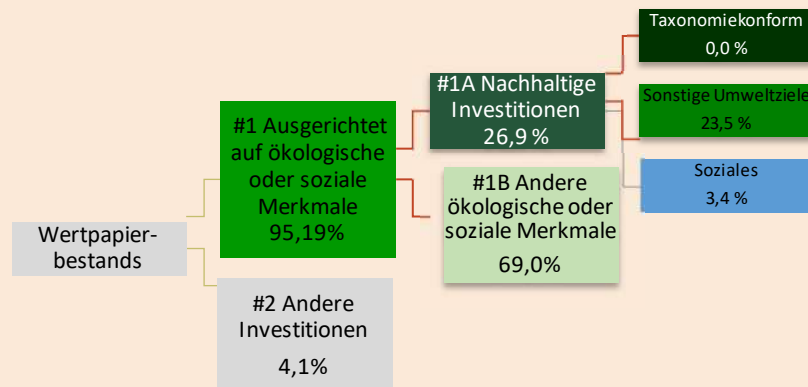 Wertpapier-
bestands
#1 Ausgerichtet
auf ökologische
oder soziale
Merkmale
95,19%
#2 Andere
Investitionen
4,1%
#1A Nachhaltige
Investitionen
26,9 %
#1B Andere
ökologische oder
soziale Merkmale
69,0%
Taxonomiekonform
0,0 %
Sonstige Umweltziele
23,5 %
Soziales
3,4 %